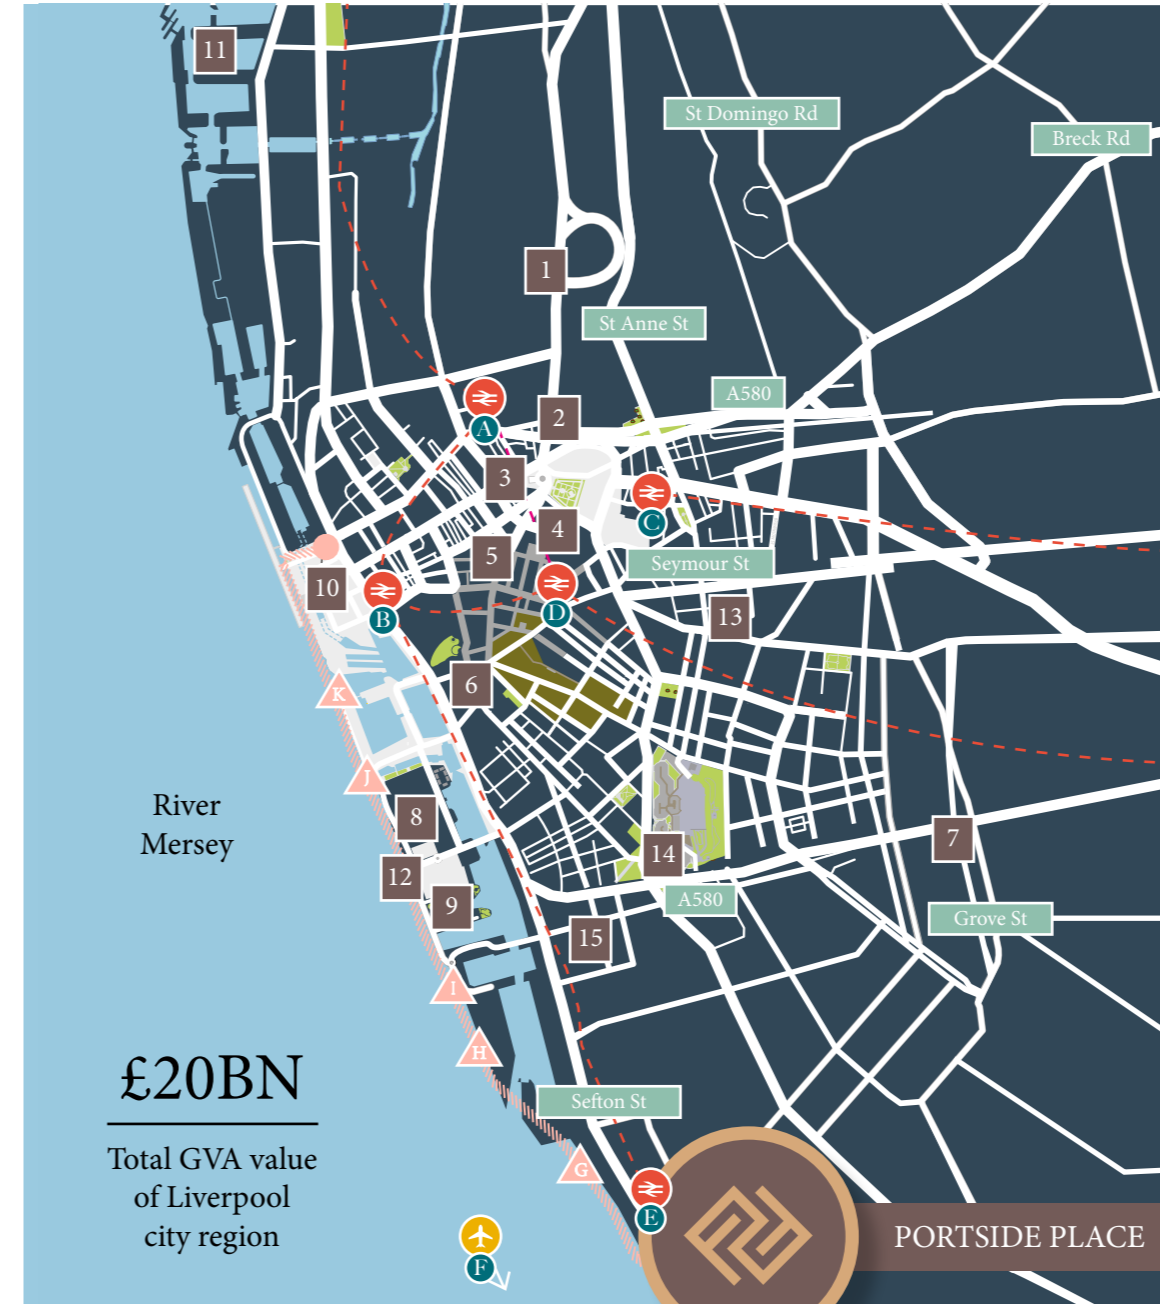 11
St Domingo Rd
Breck Rd
1
St Anne St
A580
2
A
3
C
4
5
Seymour St
10
B
D
13
6
K
J
River
Mersey
8
7
14
12
9
A580
Grove St
15
I
H
£20BN
Total GVA value
of Liverpool
city region
Sefton St
G
E
F
PORTSIDE PLACE